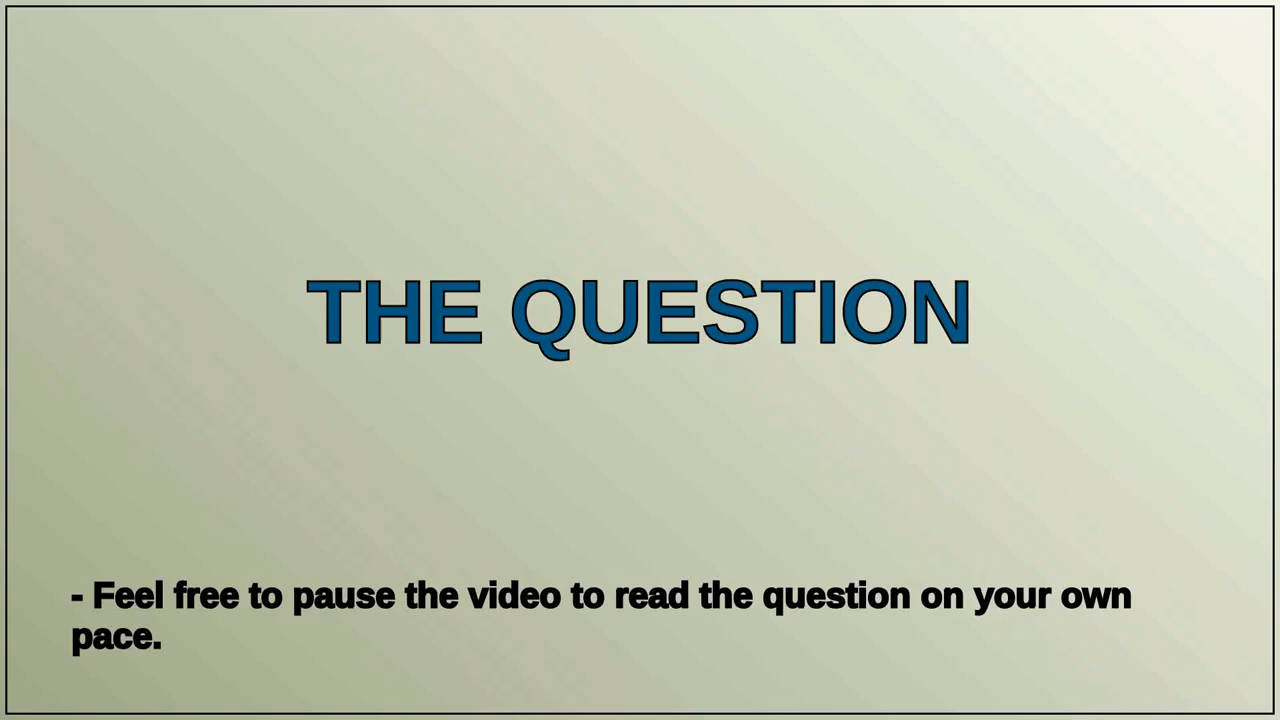 THE QUESTION
- Feel free to pause the video to read the question on your own
pace.